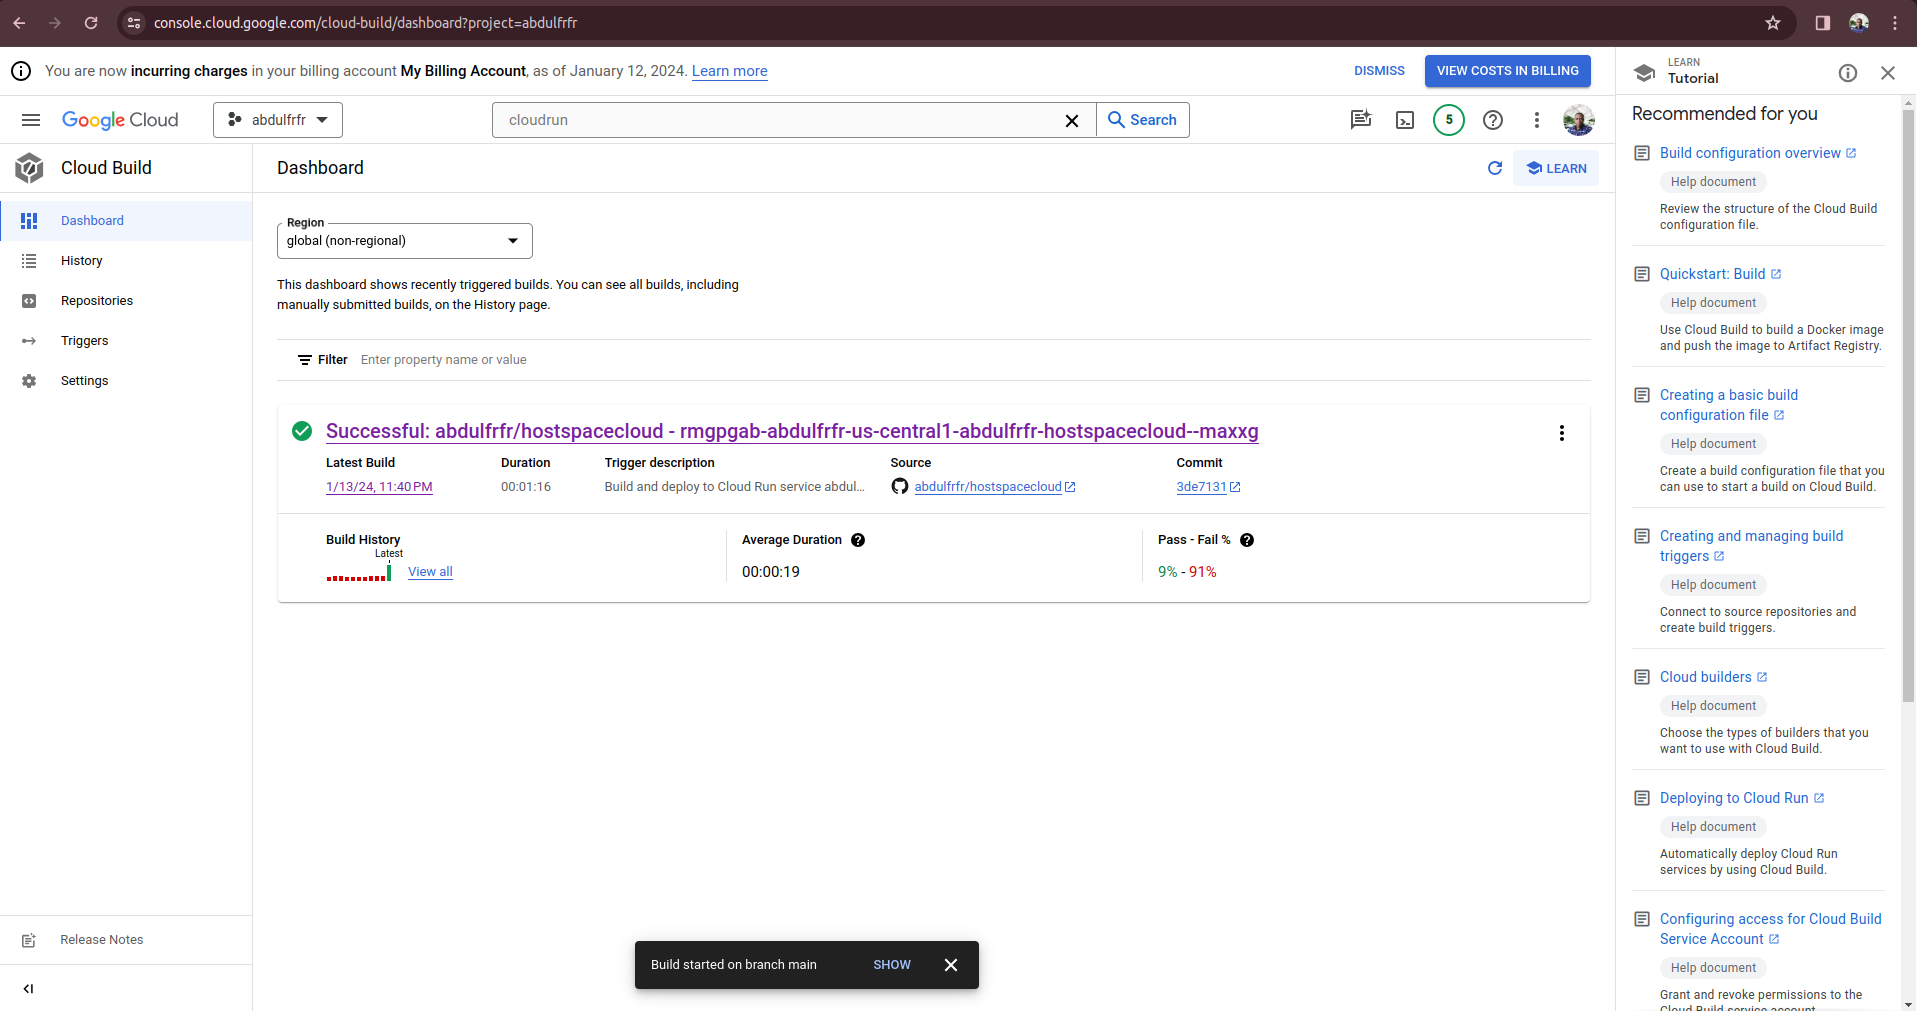 console.cloud.google.com/cloud-build/dashboard?project=abdulfrfr
You are now incurring charges in your billing account My Billing Account, as of January 12, 2024. Learn more
DISMISS
VIEW COSTS IN BILLING
Google Cloud
abdulfrfr
cloudrun
Search
5
Cloud Build
Dashboard
History
Repositories
Triggers
Settings
Release Notes
Dashboard
LEARN
Region
global (non-regional)
This dashboard shows recently triggered builds. You can see all builds, including
manually submitted builds, on the History page.
Filter Enter property name or value
Successful: abdulfrfr/hostspacecloud - rmgpgab-abdulfrfr-us-central1-abdulfrfr-hostspacecloud--maxxg
Latest Build Duration Trigger description Source Commit
1/13/24, 11:40 PM 00:01:16 Build and deploy to Cloud Run service abdul... abdulfrfr/hostspacecloud 3de7131
Build History
Latest
View all
Average Duration
00:00:19
Pass - Fail %
9% - 91%
Build started on branch main SHOW
LEARN
Tutorial
Recommended for you
Build configuration overview
Help document
Review the structure of the Cloud Build
configuration file.
Quickstart: Build
Help document
Use Cloud Build to build a Docker image
and push the image to Artifact Registry.
Creating a basic build
configuration file
Help document
Create a build configuration file that you
can use to start a build on Cloud Build.
Creating and managing build
triggers
Help document
Connect to source repositories and
create build triggers.
Cloud builders
Help document
Choose the types of builders that you
want to use with Cloud Build.
Deploying to Cloud Run
Help document
Automatically deploy Cloud Run
services by using Cloud Build.
Configuring access for Cloud Build
Service Account
Help document
Grant and revoke permissions to the
Cloud Build service account.